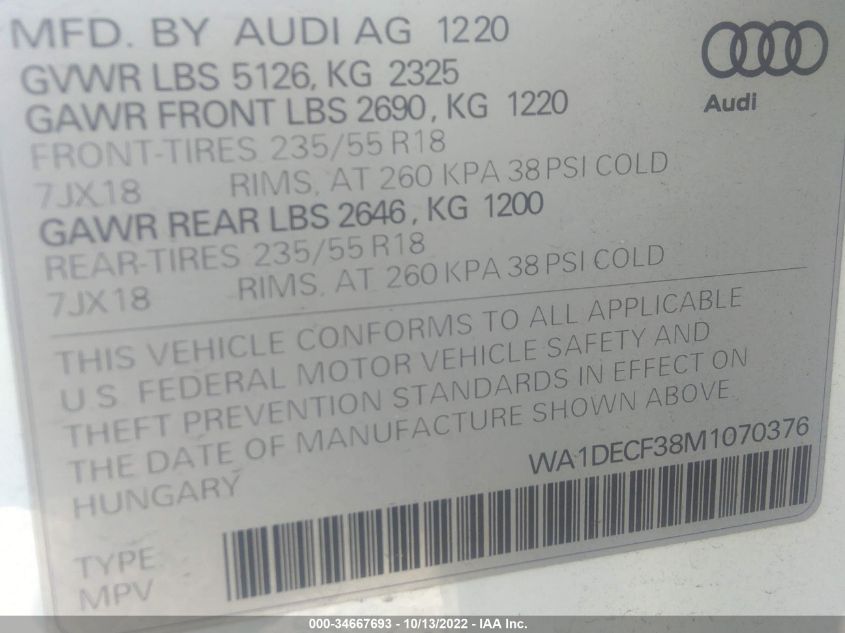 MFD. BY AUDI AG 1220
GVWR LBS 5126, KG 2325
GAWR FRONT LBS 2690, KG 1220
FRONT-TIRES 235/55 R18
7JX18 RIMS, AT 260 KPA 38 PSI COLD
GAWR REAR LBS 2646, KG 1200
REAR-TIRES 235/55 R18
7JX18 RIMS, AT 260 KPA 38 PSI COLD
Audi
THIS VEHICLE CONFORMS TO ALL APPLICABLE
U.S. FEDERAL MOTOR VEHICLE SAFETY AND
THEFT PREVENTION STANDARDS IN EFFECT ON
THE DATE OF MANUFACTURE SHOWN ABOVE.
HUNGARY WA1DECF38M1070376
TYPE
MPV
000-34667693 - 10/13/2022 - IAA Inc.